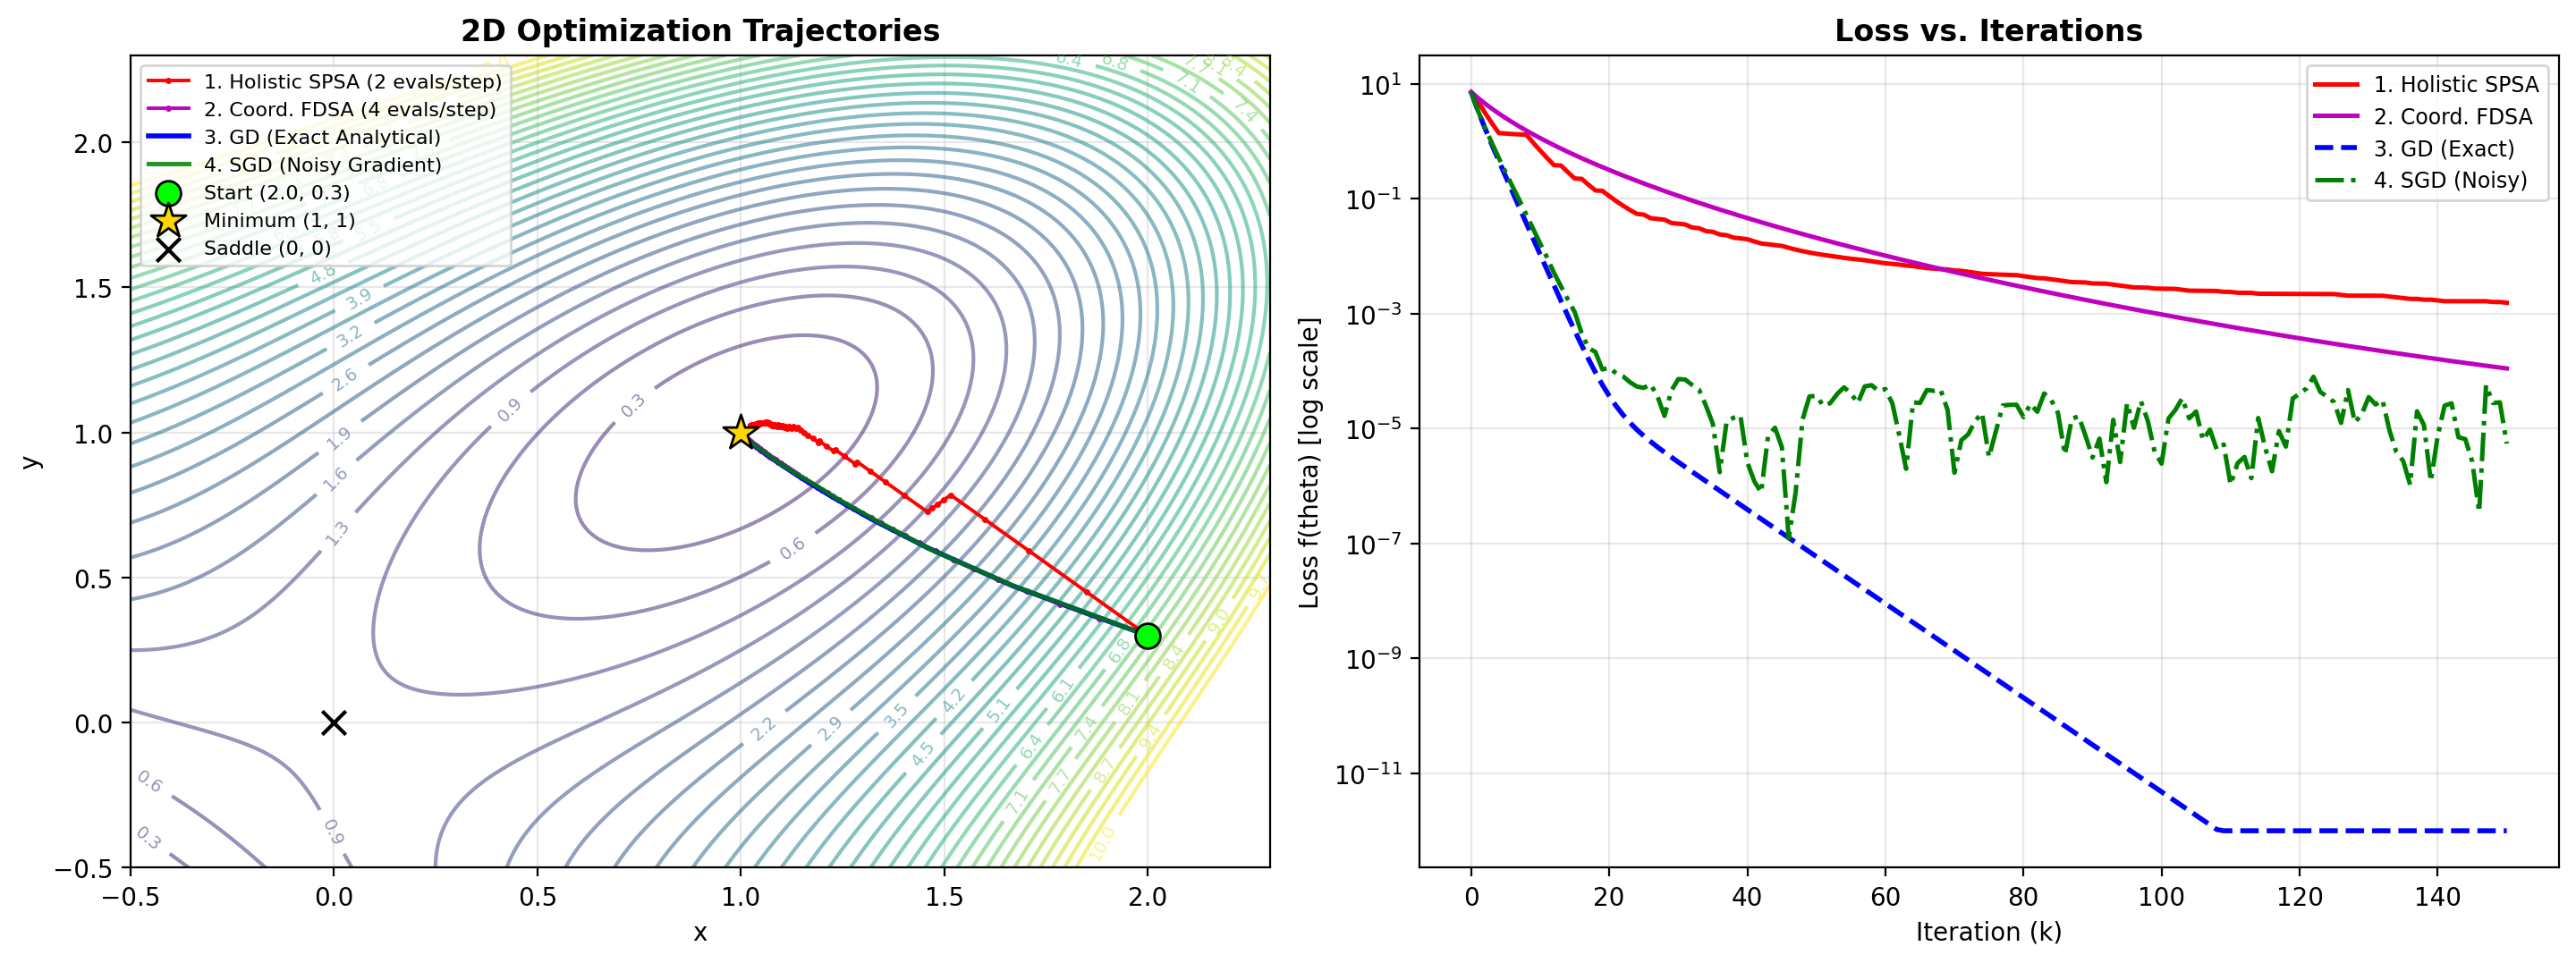 2D Optimization Trajectories
1. Holistic SPSA (2 evals/step)
2. Coord. FDSA (4 evals/step)
3. GD (Exact Analytical)
4. SGD (Noisy Gradient)
Start (2.0, 0.3)
Minimum (1, 1)
Saddle (0, 0)
6.4 6.8 7.1 7.4
4.8
3.9
3.2
2.6
1.9
1.6
1.3
0.9
0.3
0.6
0.6
0.3
0.9
2.2
2.9
3.5
4.2
4.5
5.1
6.1
6.8
6.4
7.1
7.4
7.7
8.1
8.4
8.7
9.0
9.4
10.0
2.0
1.5
1.0
0.5
0.0
−0.5
y
−0.5 0.0 0.5 1.0 1.5 2.0
x
Loss vs. Iterations
1. Holistic SPSA
2. Coord. FDSA
3. GD (Exact)
4. SGD (Noisy)
10¹
10⁻¹
10⁻³
10⁻⁵
10⁻⁷
10⁻⁹
10⁻¹¹
Loss f(theta) [log scale]
0 20 40 60 80 100 120 140
Iteration (k)